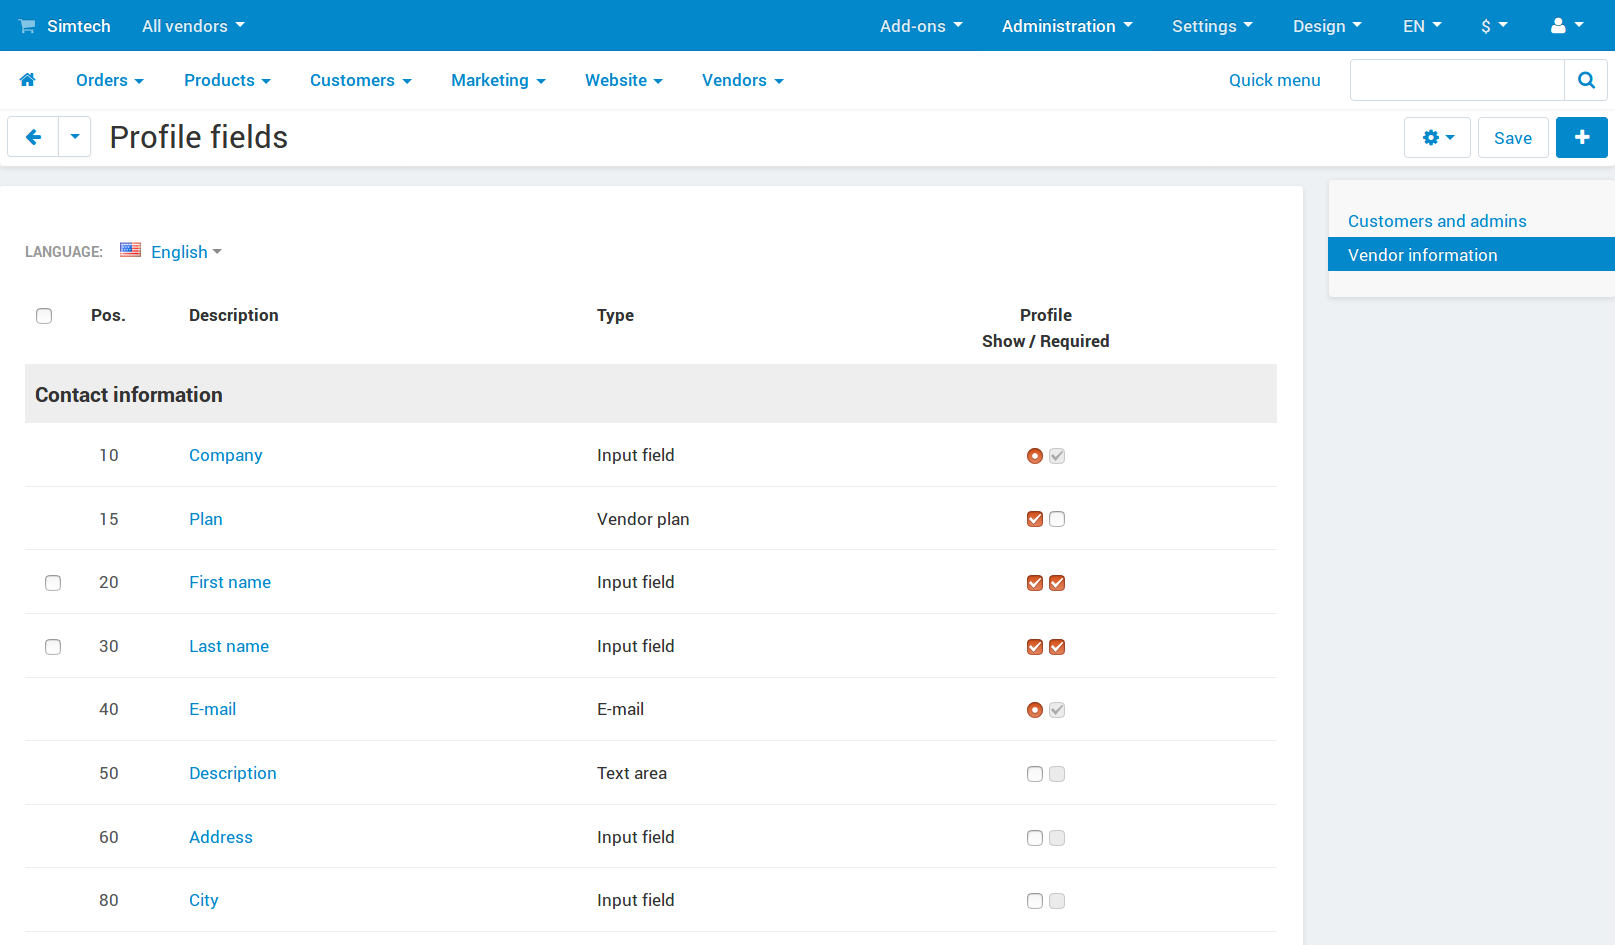 Simtech All vendors Add-ons Administration Settings Design EN $
Orders Products Customers Marketing Website Vendors Quick menu
Profile fields Save
Customers and admins
Vendor information
LANGUAGE: English
Pos. Description Type Profile
Show / Required
Contact information
10 Company Input field
15 Plan Vendor plan
20 First name Input field
30 Last name Input field
40 E-mail E-mail
50 Description Text area
60 Address Input field
80 City Input field